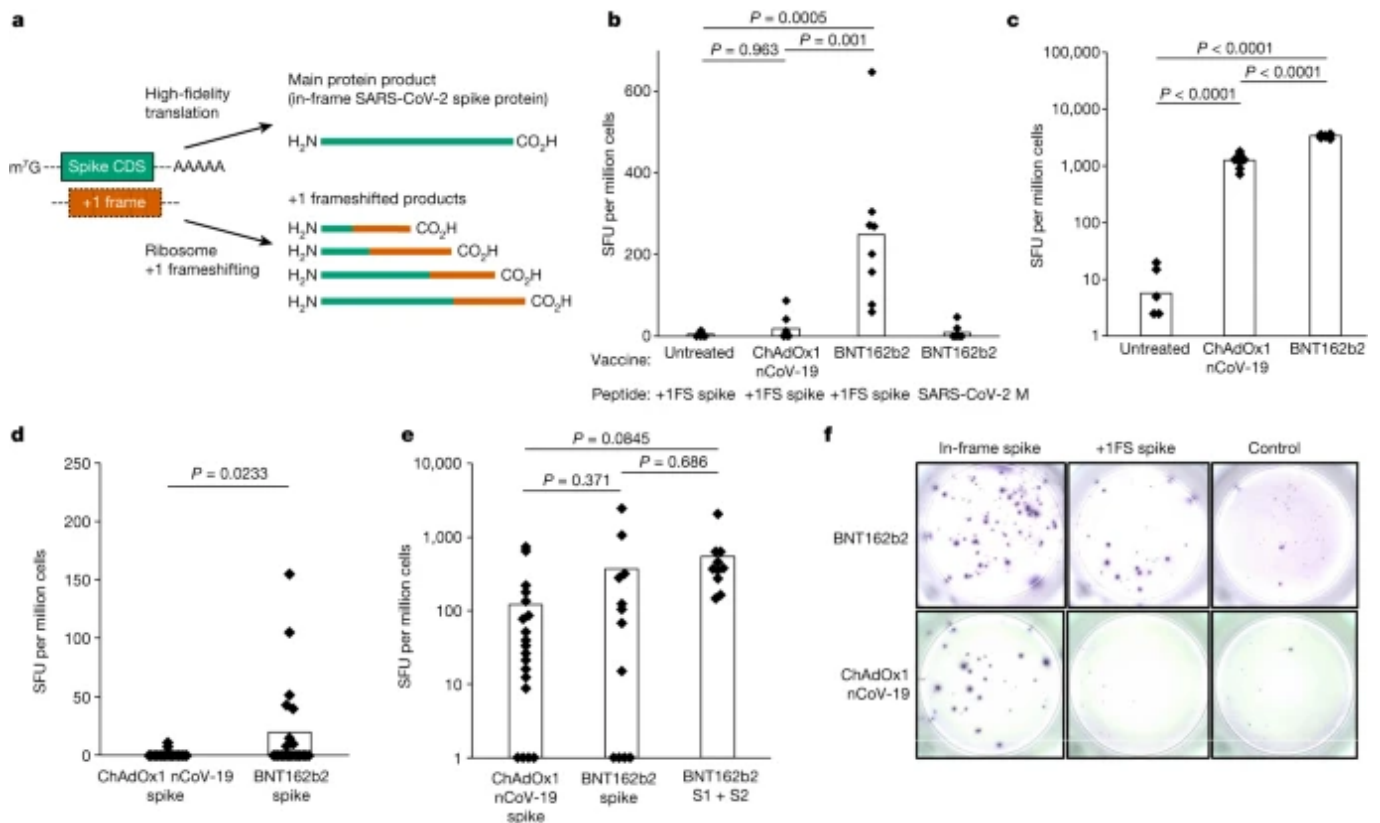 a
High-fidelity
translation
Main protein product
(in-frame SARS-CoV-2 spike protein)
H₂N CO₂H
m⁷G Spike CDS AAAAA
+1 frame
Ribosome
+1 frameshifting
+1 frameshifted products
H₂N CO₂H
H₂N CO₂H
H₂N CO₂H
H₂N CO₂H
b
P = 0.0005
P = 0.963 P = 0.001
SFU per million cells
600
400
200
0
Vaccine: Untreated ChAdOx1 nCoV-19 BNT162b2 BNT162b2
Peptide: +1FS spike +1FS spike +1FS spike SARS-CoV-2 M
c
P < 0.0001
P < 0.0001
P < 0.0001
SFU per million cells
100,000
10,000
1,000
100
10
1
Untreated ChAdOx1 BNT162b2
nCoV-19
d
P = 0.0233
SFU per million cells
250
200
150
100
50
0
ChAdOx1 nCoV-19 BNT162b2
spike spike
e
P = 0.0845
P = 0.686
P = 0.371
SFU per million cells
10,000
1,000
100
10
1
ChAdOx1 BNT162b2 BNT162b2
nCoV-19 spike S1 + S2
spike
f
In-frame spike +1FS spike Control
BNT162b2
ChAdOx1
nCoV-19